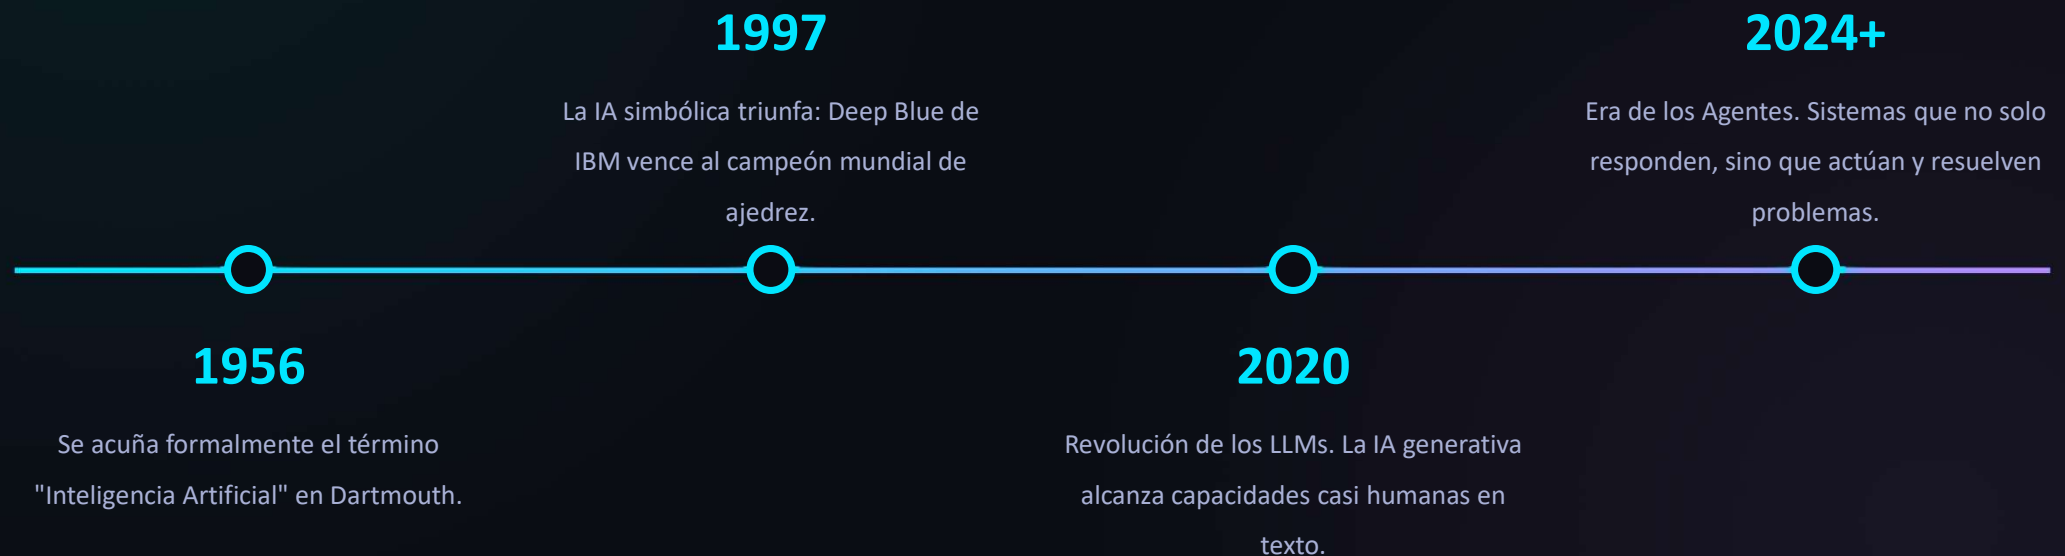 1956
Se acuña formalmente el término
"Inteligencia Artificial" en Dartmouth.
1997
La IA simbólica triunfa: Deep Blue de
IBM vence al campeón mundial de
ajedrez.
2020
Revolución de los LLMs. La IA generativa
alcanza capacidades casi humanas en
texto.
2024+
Era de los Agentes. Sistemas que no solo
responden, sino que actúan y resuelven
problemas.